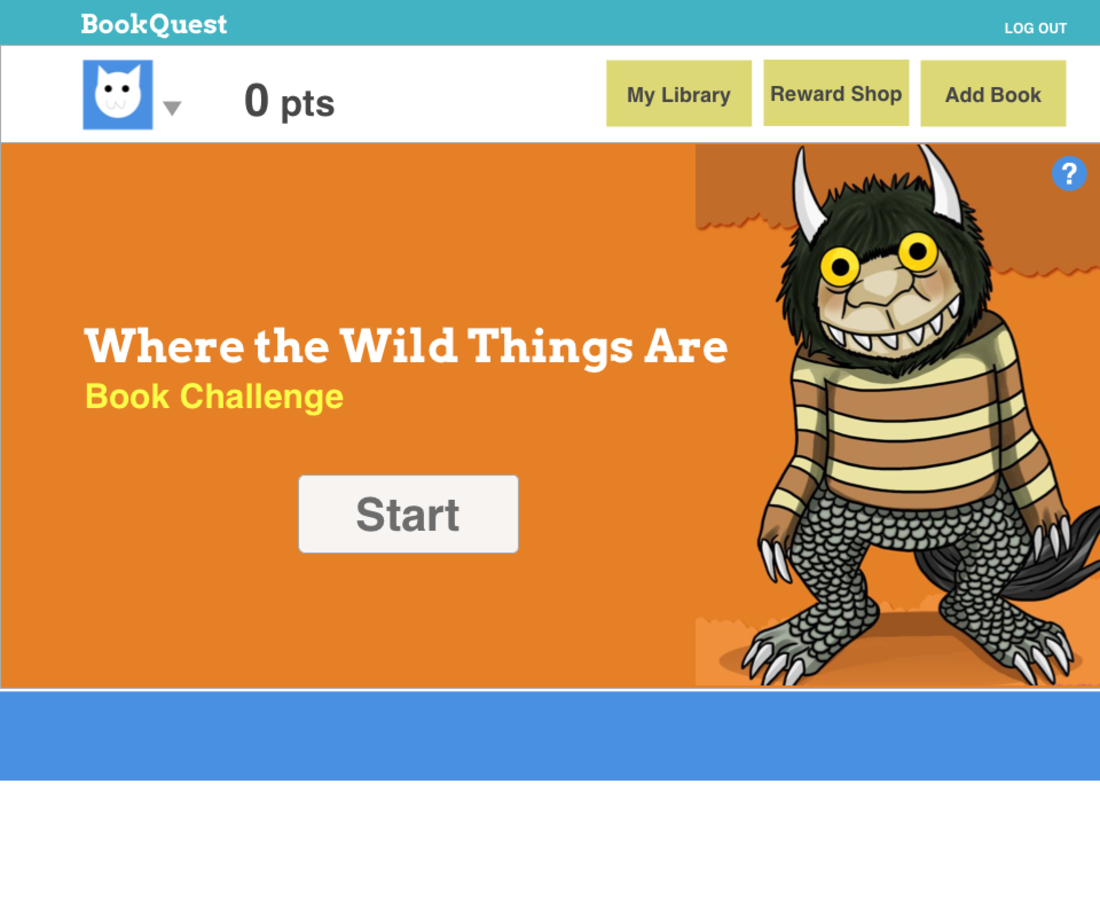 BookQuest
LOG OUT
0 pts
My Library
Reward Shop
Add Book
?
Where the Wild Things Are
Book Challenge
Start